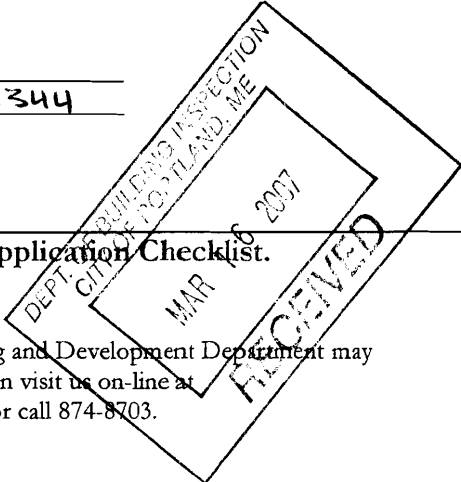 344
DEPT. OF BUILDING INSPECTION
CITY OF PORTLAND, ME
MAR 16 2007
RECEIVED
pplication Checklist.
g and Development Department may
n visit us on-line at
or call 874-8703.